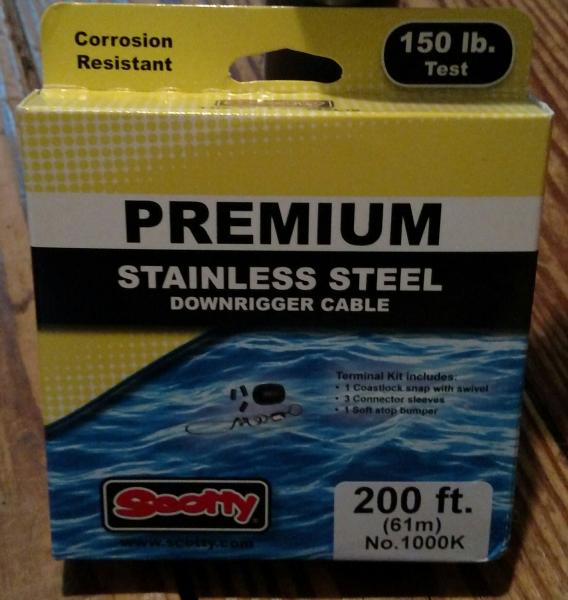 Corrosion
Resistant
150 lb.
Test
PREMIUM
STAINLESS STEEL
DOWNRIGGER CABLE
Terminal Kit includes:
• 1 Coastlock snap with swivel
• 3 Connector sleeves
• 1 Soft stop bumper
Scotty
www.scotty.com
200 ft.
(61m)
No.1000K